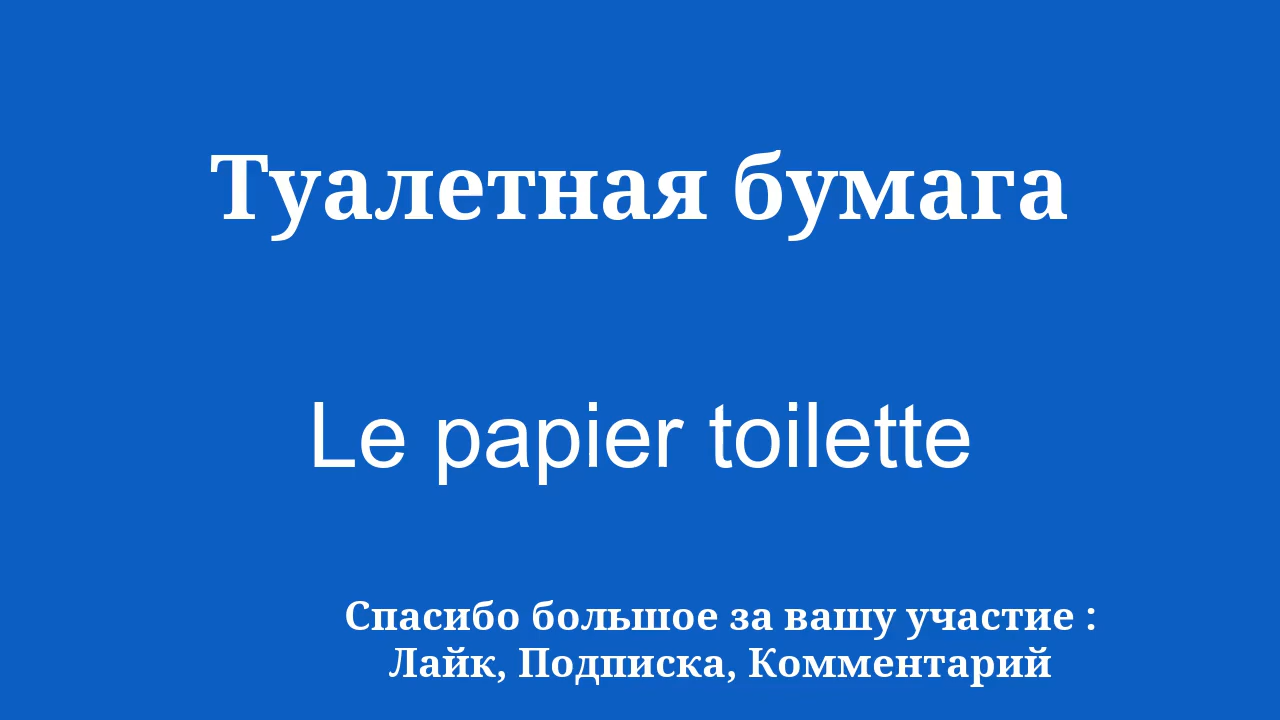 Туалетная бумага
Le papier toilette
Спасибо большое за вашу участие :
Лайк, Подписка, Комментарий